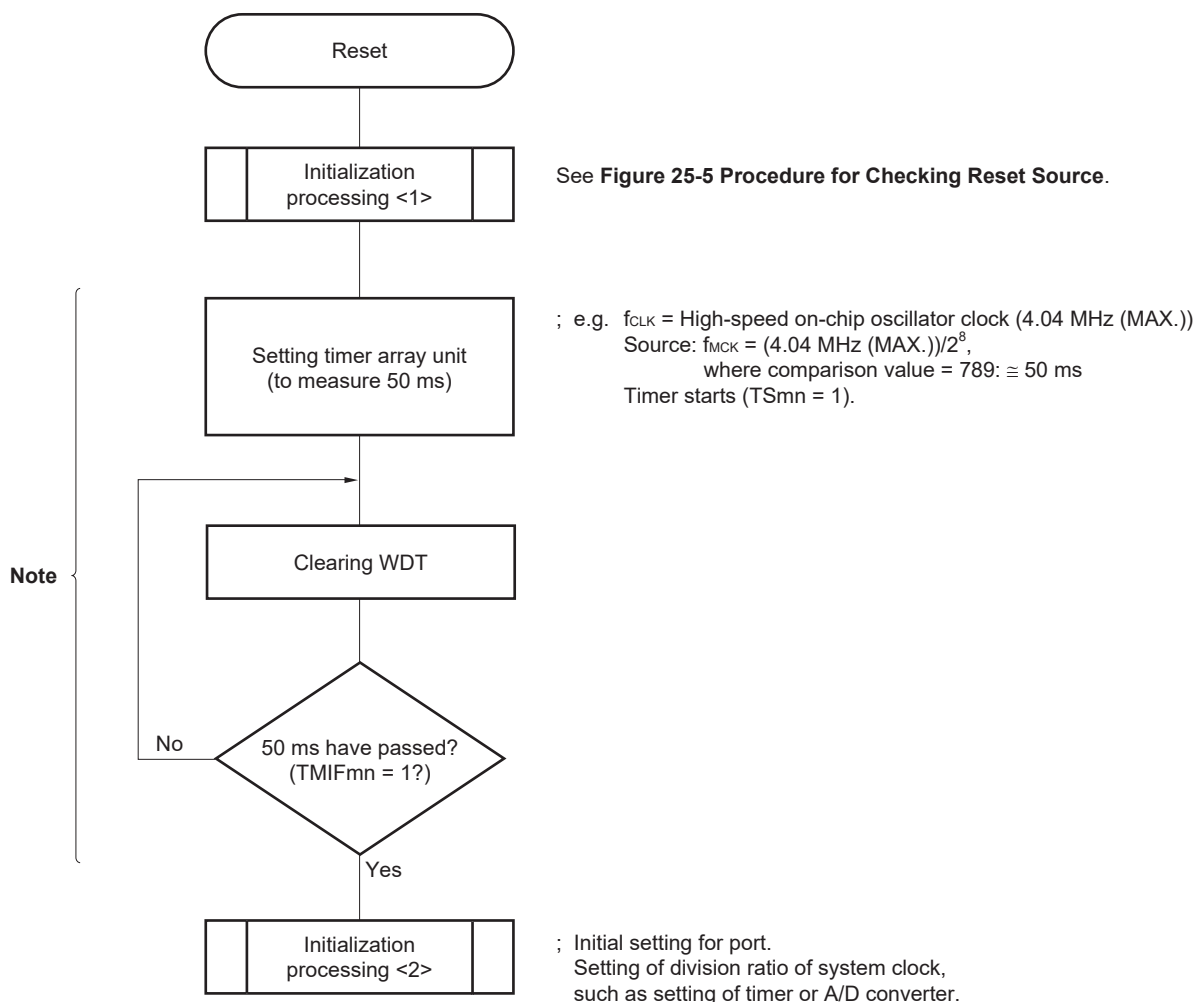 Reset
Initialization
processing <1>
See Figure 25-5 Procedure for Checking Reset Source.
Setting timer array unit
(to measure 50 ms)
; e.g. fCLK = High-speed on-chip oscillator clock (4.04 MHz (MAX.))
Source: fMCK = (4.04 MHz (MAX.))/2⁸,
where comparison value = 789: ≅ 50 ms
Timer starts (TSmn = 1).
Note
Clearing WDT
No
50 ms have passed?
(TMIFmn = 1?)
Yes
Initialization
processing <2>
; Initial setting for port.
Setting of division ratio of system clock,
such as setting of timer or A/D converter.